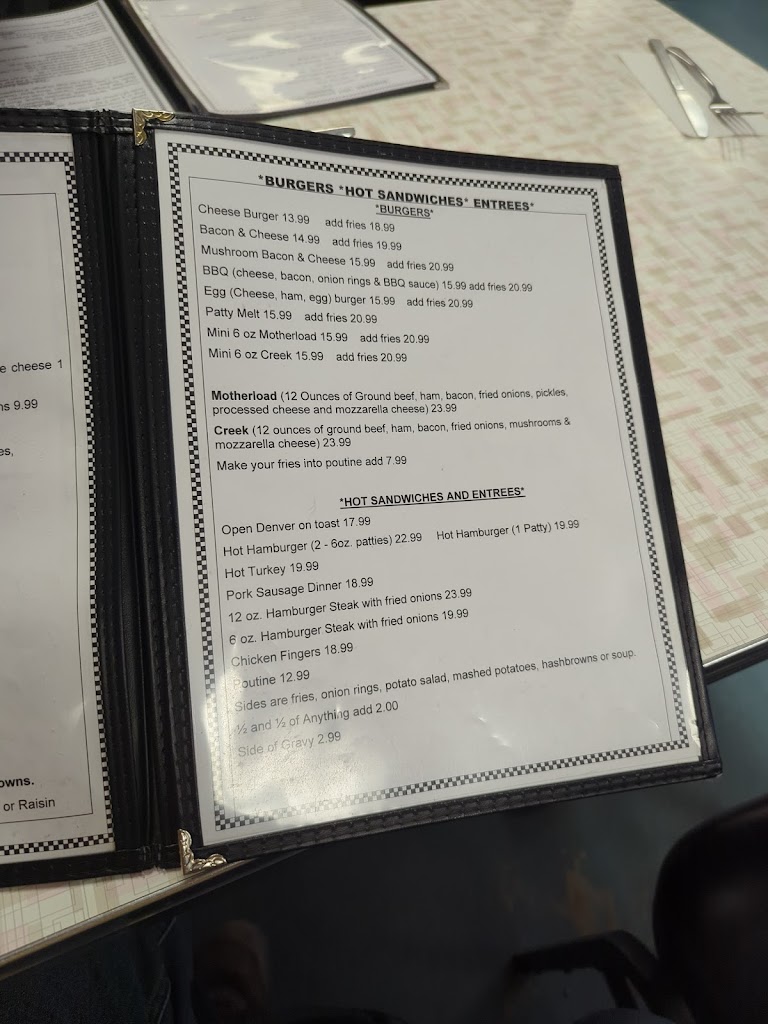 e cheese 1
ns 9.99
es,
owns.
or Raisin
*BURGERS *HOT SANDWICHES* ENTREES*
*BURGERS*
Cheese Burger 13.99 add fries 18.99
Bacon & Cheese 14.99 add fries 19.99
Mushroom Bacon & Cheese 15.99 add fries 20.99
BBQ (cheese, bacon, onion rings & BBQ sauce) 15.99 add fries 20.99
Egg (Cheese, ham, egg) burger 15.99 add fries 20.99
Patty Melt 15.99 add fries 20.99
Mini 6 oz Motherload 15.99 add fries 20.99
Mini 6 oz Creek 15.99 add fries 20.99
Motherload (12 Ounces of Ground beef, ham, bacon, fried onions, pickles,
processed cheese and mozzarella cheese) 23.99
Creek (12 ounces of ground beef, ham, bacon, fried onions, mushrooms &
mozzarella cheese) 23.99
Make your fries into poutine add 7.99
*HOT SANDWICHES AND ENTREES*
Open Denver on toast 17.99
Hot Hamburger (2 - 6oz. patties) 22.99 Hot Hamburger (1 Patty) 19.99
Hot Turkey 19.99
Pork Sausage Dinner 18.99
12 oz. Hamburger Steak with fried onions 23.99
6 oz. Hamburger Steak with fried onions 19.99
Chicken Fingers 18.99
Poutine 12.99
Sides are fries, onion rings, potato salad, mashed potatoes, hashbrowns or soup.
½ and ½ of Anything add 2.00
Side of Gravy 2.99